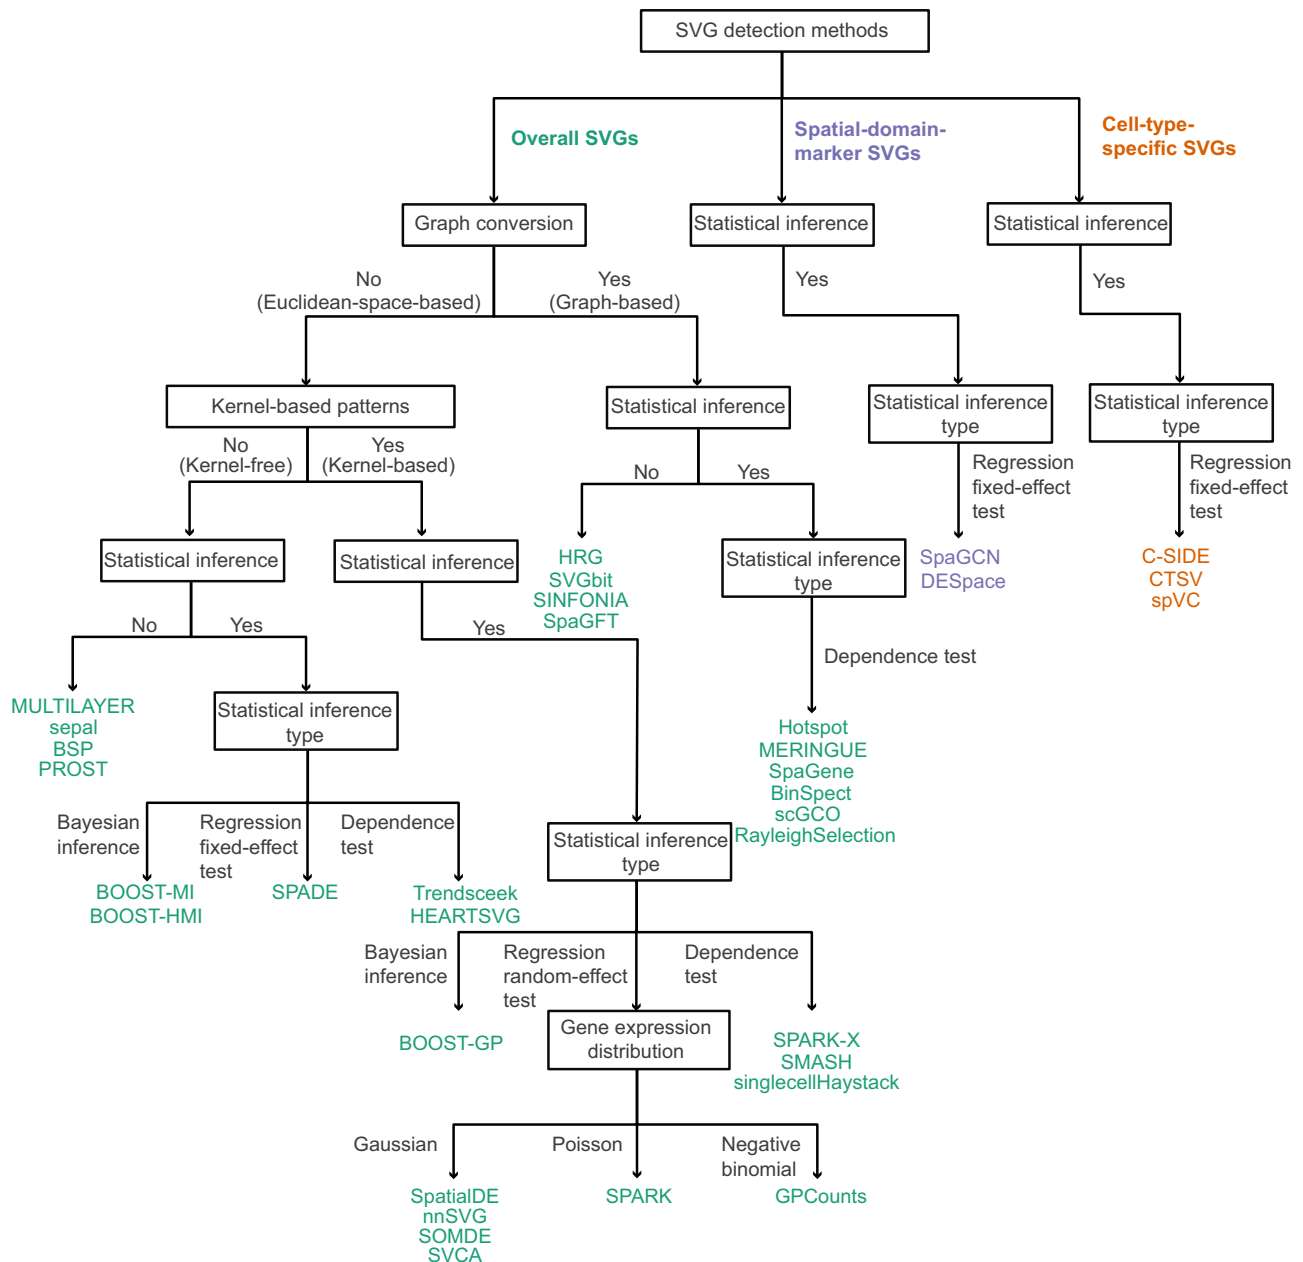 SVG detection methods
Overall SVGs
Spatial-domain-
marker SVGs
Cell-type-
specific SVGs
Graph conversion
Statistical inference
Statistical inference
No
(Euclidean-space-based)
Yes
(Graph-based)
Yes
Yes
Kernel-based patterns
Statistical inference
Statistical inference
type
Statistical inference
type
No
(Kernel-free)
Yes
(Kernel-based)
No
Yes
Regression
fixed-effect
test
Regression
fixed-effect
test
Statistical inference
Statistical inference
HRG
SVGbit
SINFONIA
SpaGFT
Statistical inference
type
SpaGCN
DESpace
C-SIDE
CTSV
spVC
No
Yes
Yes
Dependence test
MULTILAYER
sepal
BSP
PROST
Statistical inference
type
Hotspot
MERINGUE
SpaGene
BinSpect
scGCO
RayleighSelection
Bayesian
inference
Regression
fixed-effect
test
Dependence
test
Statistical inference
type
BOOST-MI
BOOST-HMI
SPADE
Trendsceek
HEARTSVG
Bayesian
inference
Regression
random-effect
test
Dependence
test
BOOST-GP
Gene expression
distribution
SPARK-X
SMASH
singlecellHaystack
Gaussian
Poisson
Negative
binomial
SpatialDE
nnSVG
SOMDE
SVCA
SPARK
GPCounts